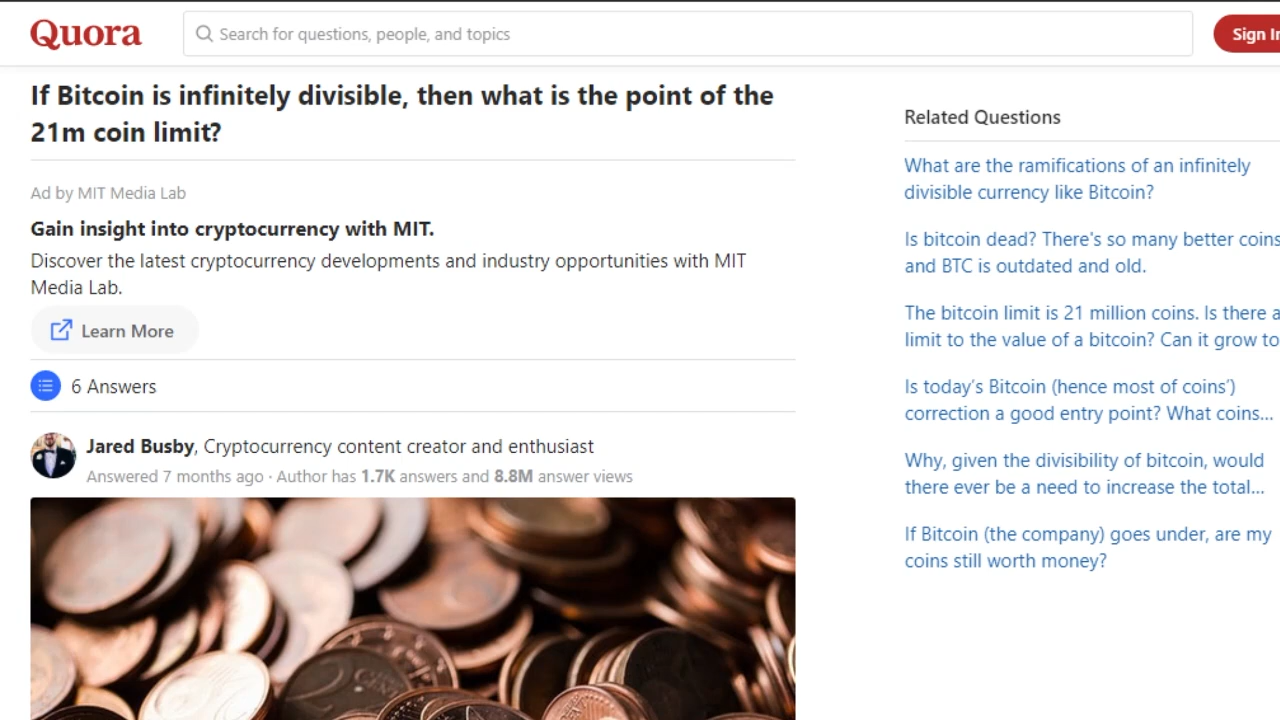 Quora
Search for questions, people, and topics
Sign In
If Bitcoin is infinitely divisible, then what is the point of the
21m coin limit?
Ad by MIT Media Lab
Gain insight into cryptocurrency with MIT.
Discover the latest cryptocurrency developments and industry opportunities with MIT
Media Lab.
Learn More
6 Answers
Jared Busby, Cryptocurrency content creator and enthusiast
Answered 7 months ago · Author has 1.7K answers and 8.8M answer views
Related Questions
What are the ramifications of an infinitely
divisible currency like Bitcoin?
Is bitcoin dead? There's so many better coins
and BTC is outdated and old.
The bitcoin limit is 21 million coins. Is there a
limit to the value of a bitcoin? Can it grow to
Is today’s Bitcoin (hence most of coins’)
correction a good entry point? What coins...
Why, given the divisibility of bitcoin, would
there ever be a need to increase the total...
If Bitcoin (the company) goes under, are my
coins still worth money?